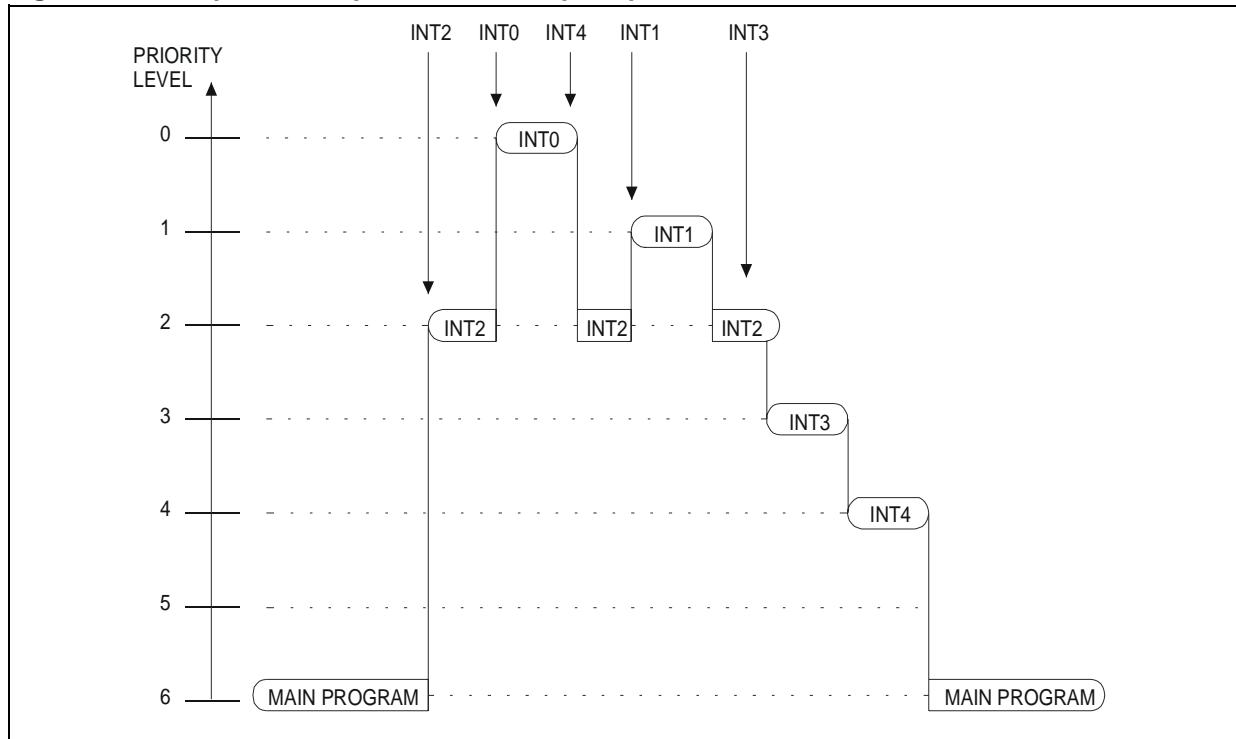 INT2 INT0 INT4 INT1 INT3
PRIORITY
LEVEL
0 INT0
1 INT1
2 INT2 INT2 INT2
3 INT3
4 INT4
5
6 MAIN PROGRAM MAIN PROGRAM